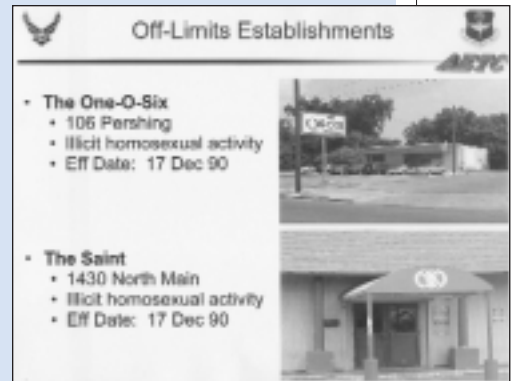 Off-Limits Establishments
AETC
• The One-O-Six
• 106 Pershing
• Illicit homosexual activity
• Eff Date: 17 Dec 90
• The Saint
• 1430 North Main
• Illicit homosexual activity
• Eff Date: 17 Dec 90